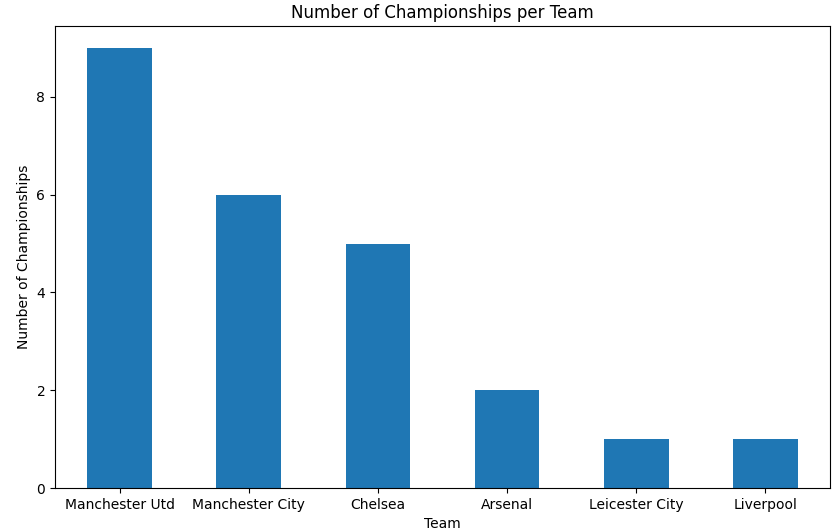 Number of Championships per Team
Number of Championships
8
6
4
2
0
Manchester Utd Manchester City Chelsea Arsenal Leicester City Liverpool
Team